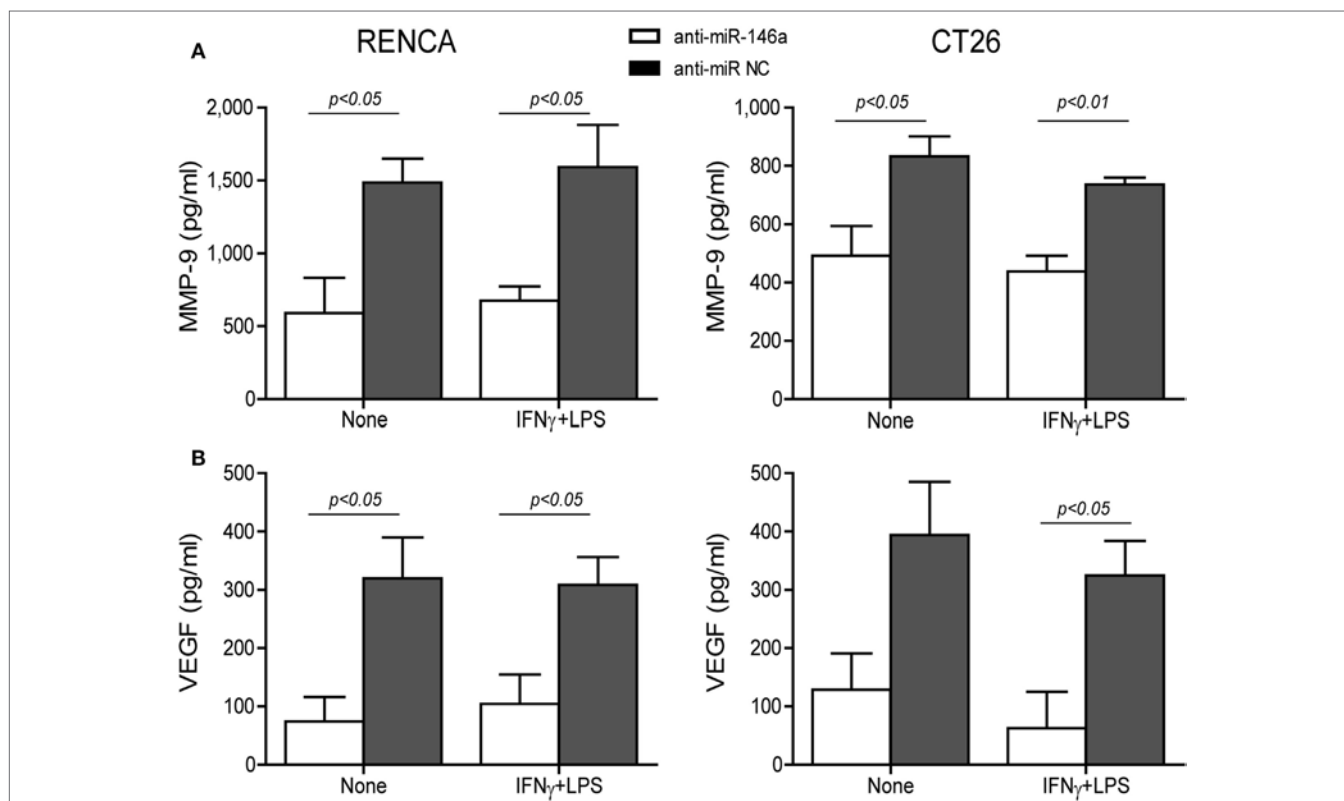 A
RENCA
anti-miR-146a
anti-miR NC
CT26
MMP-9 (pg/ml)
2,000
1,500
1,000
500
0
p<0.05
p<0.05
None
IFNγ+LPS
MMP-9 (pg/ml)
1,000
800
600
400
200
0
p<0.05
p<0.01
None
IFNγ+LPS
B
VEGF (pg/ml)
500
400
300
200
100
0
p<0.05
p<0.05
None
IFNγ+LPS
VEGF (pg/ml)
500
400
300
200
100
0
p<0.05
None
IFNγ+LPS